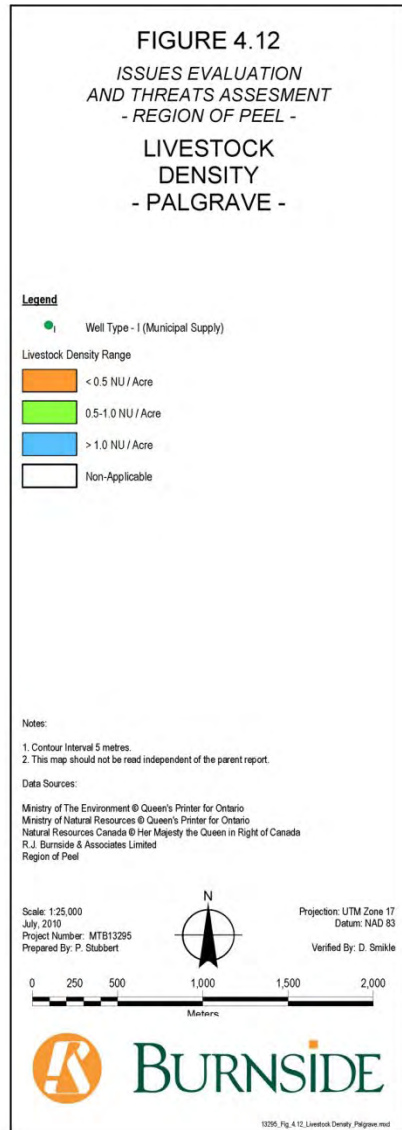 FIGURE 4.12
ISSUES EVALUATION
AND THREATS ASSESMENT
- REGION OF PEEL -
LIVESTOCK
DENSITY
- PALGRAVE -
Legend
I Well Type - I (Municipal Supply)
Livestock Density Range
< 0.5 NU / Acre
0.5-1.0 NU / Acre
> 1.0 NU / Acre
Non-Applicable
Notes:
1. Contour Interval 5 metres.
2. This map should not be read independent of the parent report.
Data Sources:
Ministry of The Environment © Queen's Printer for Ontario
Ministry of Natural Resources © Queen's Printer for Ontario
Natural Resources Canada © Her Majesty the Queen in Right of Canada
R.J. Burnside & Associates Limited
Region of Peel
N
Scale: 1:25,000
July, 2010
Project Number: MTB13295
Prepared By: P. Stubbert
Projection: UTM Zone 17
Datum: NAD 83
Verified By: D. Smikle
0 250 500 1,000 1,500 2,000
Meters
BURNSIDE
13295_Fig_4.12_Livestock Density_Palgrave.mxd